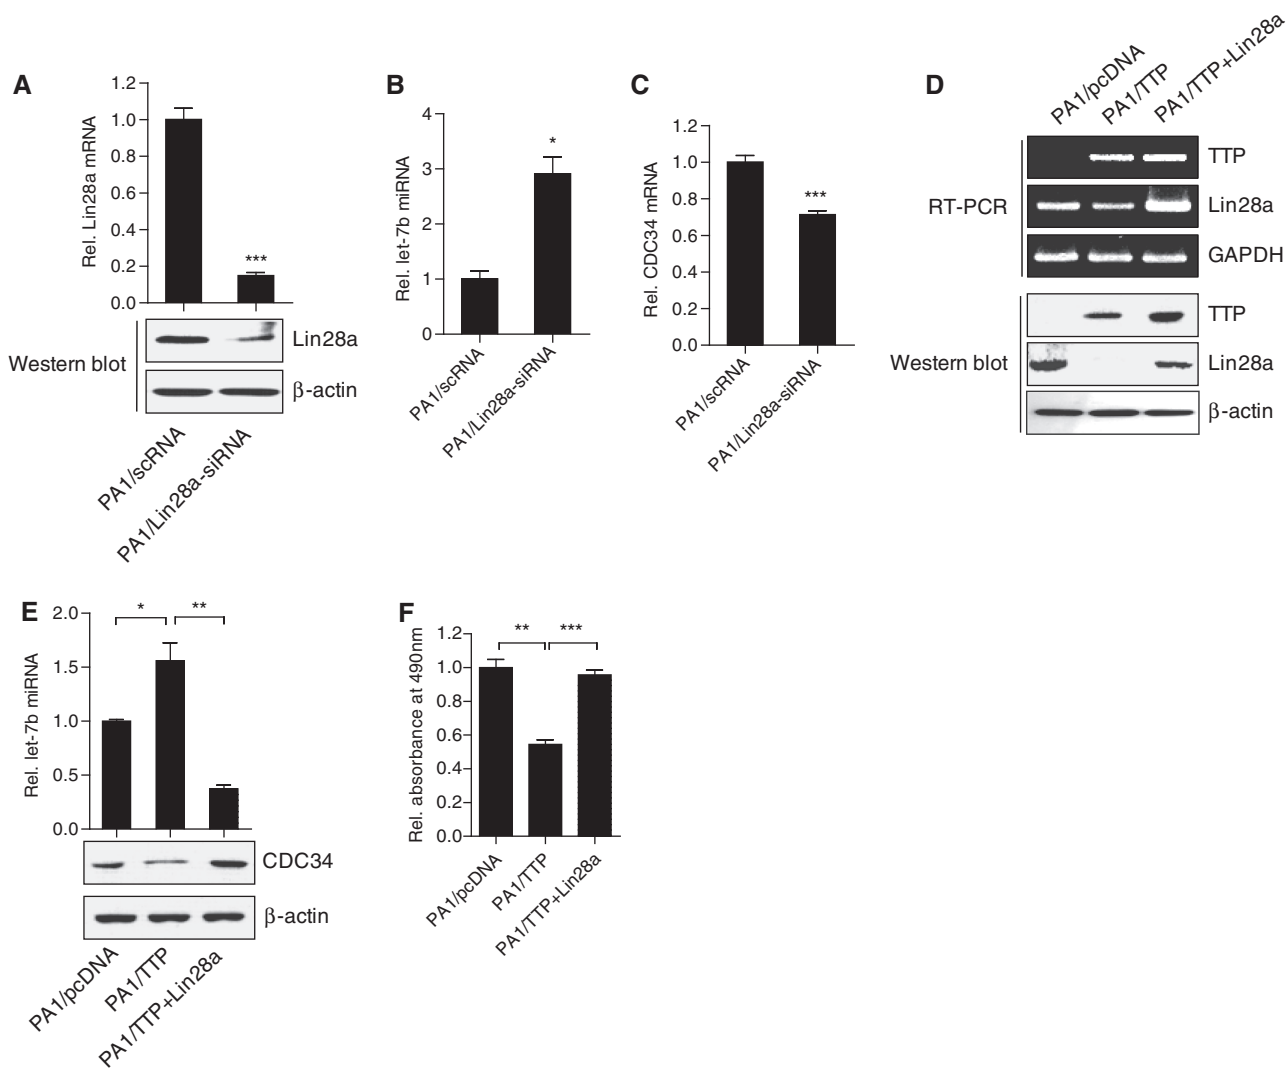 A
Rel. Lin28a mRNA
1.2
1.0
0.8
0.6
0.4
0.2
0.0
***
Western blot
Lin28a
β-actin
PA1/scRNA
PA1/Lin28a-siRNA
B
Rel. let-7b miRNA
4
3
2
1
0
*
PA1/scRNA
PA1/Lin28a-siRNA
C
Rel. CDC34 mRNA
1.2
1.0
0.8
0.6
0.4
0.2
0.0
***
PA1/scRNA
PA1/Lin28a-siRNA
D
PA1/pcDNA
PA1/TTP
PA1/TTP+Lin28a
RT-PCR
TTP
Lin28a
GAPDH
Western blot
TTP
Lin28a
β-actin
E
Rel. let-7b miRNA
2.0
1.5
1.0
0.5
0.0
*
**
CDC34
β-actin
PA1/pcDNA
PA1/TTP
PA1/TTP+Lin28a
F
Rel. absorbance at 490nm
1.2
1.0
0.8
0.6
0.4
0.2
0.0
**
***
PA1/pcDNA
PA1/TTP
PA1/TTP+Lin28a